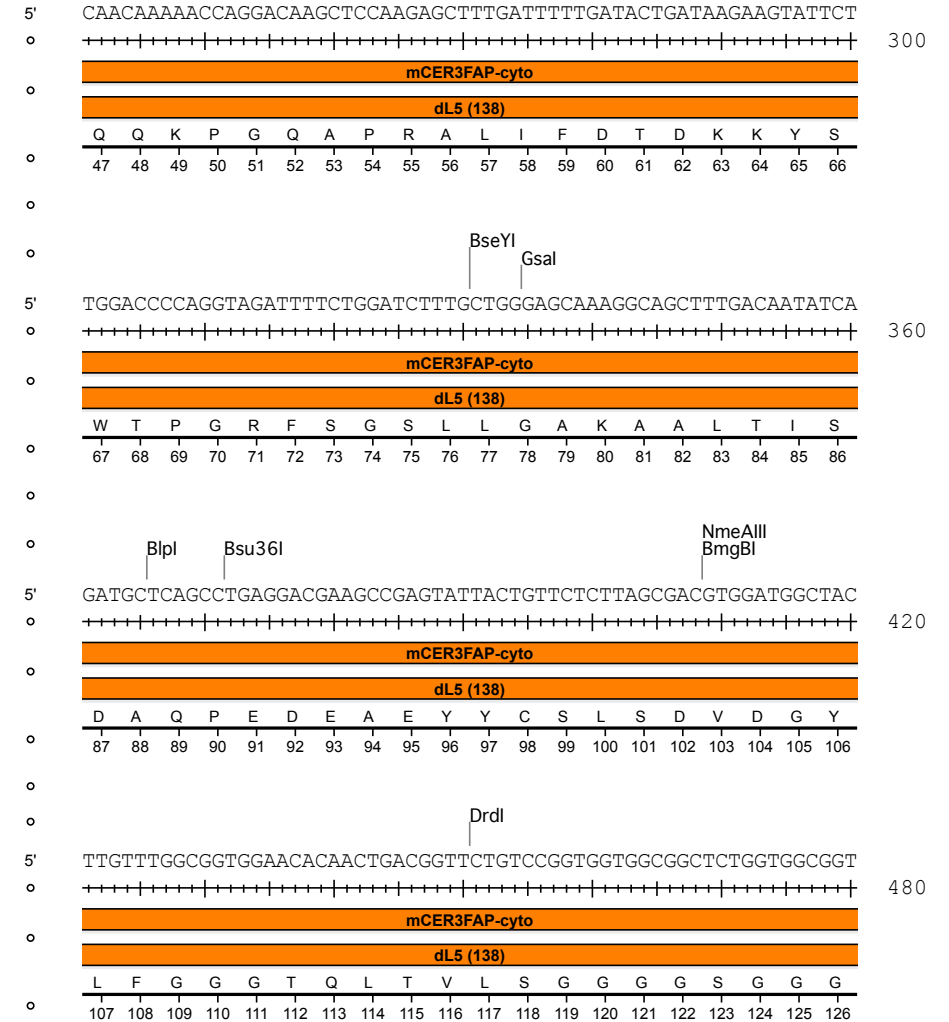 5' CAACAAAAACCAGGACAAGCTCCAAGAGCTTTGATTTTTGATACTGATAAGAAGTATTCT
300
mCER3FAP-cyto
dL5 (138)
Q Q K P G Q A P R A L I F D T D K K Y S
47 48 49 50 51 52 53 54 55 56 57 58 59 60 61 62 63 64 65 66
BseYI
GsaI
5' TGGACCCCAGGTAGATTTTCTGGATCTTTGCTGGGAGCAAAGGCAGCTTTGACAATATCA
360
mCER3FAP-cyto
dL5 (138)
W T P G R F S G S L L G A K A A L T I S
67 68 69 70 71 72 73 74 75 76 77 78 79 80 81 82 83 84 85 86
NmeAIII
BlpI Bsu36I BmgBI
5' GATGCTCAGCCTGAGGACGAAGCCGAGTATTACTGTTCTCTTAGCGACGTGGATGGCTAC
420
mCER3FAP-cyto
dL5 (138)
D A Q P E D E A E Y Y C S L S D V D G Y
87 88 89 90 91 92 93 94 95 96 97 98 99 100 101 102 103 104 105 106
DrdI
5' TTGTTTGGCGGTGGAACACAACTGACGGTTCTGTCCGGTGGTGGCGGCTCTGGTGGCGGT
480
mCER3FAP-cyto
dL5 (138)
L F G G G T Q L T V L S G G G G S G G G
107 108 109 110 111 112 113 114 115 116 117 118 119 120 121 122 123 124 125 126